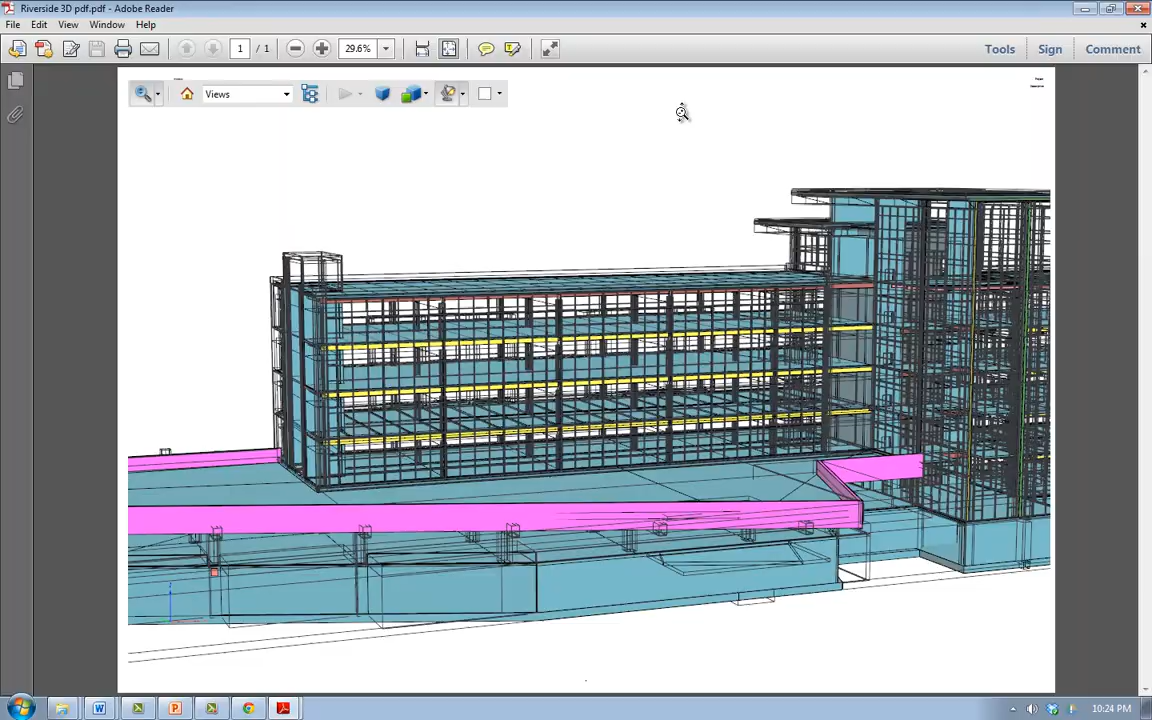 Riverside 3D pdf.pdf - Adobe Reader
File Edit View Window Help
1 / 1 29.6% Tools Sign Comment
Views
10:24 PM